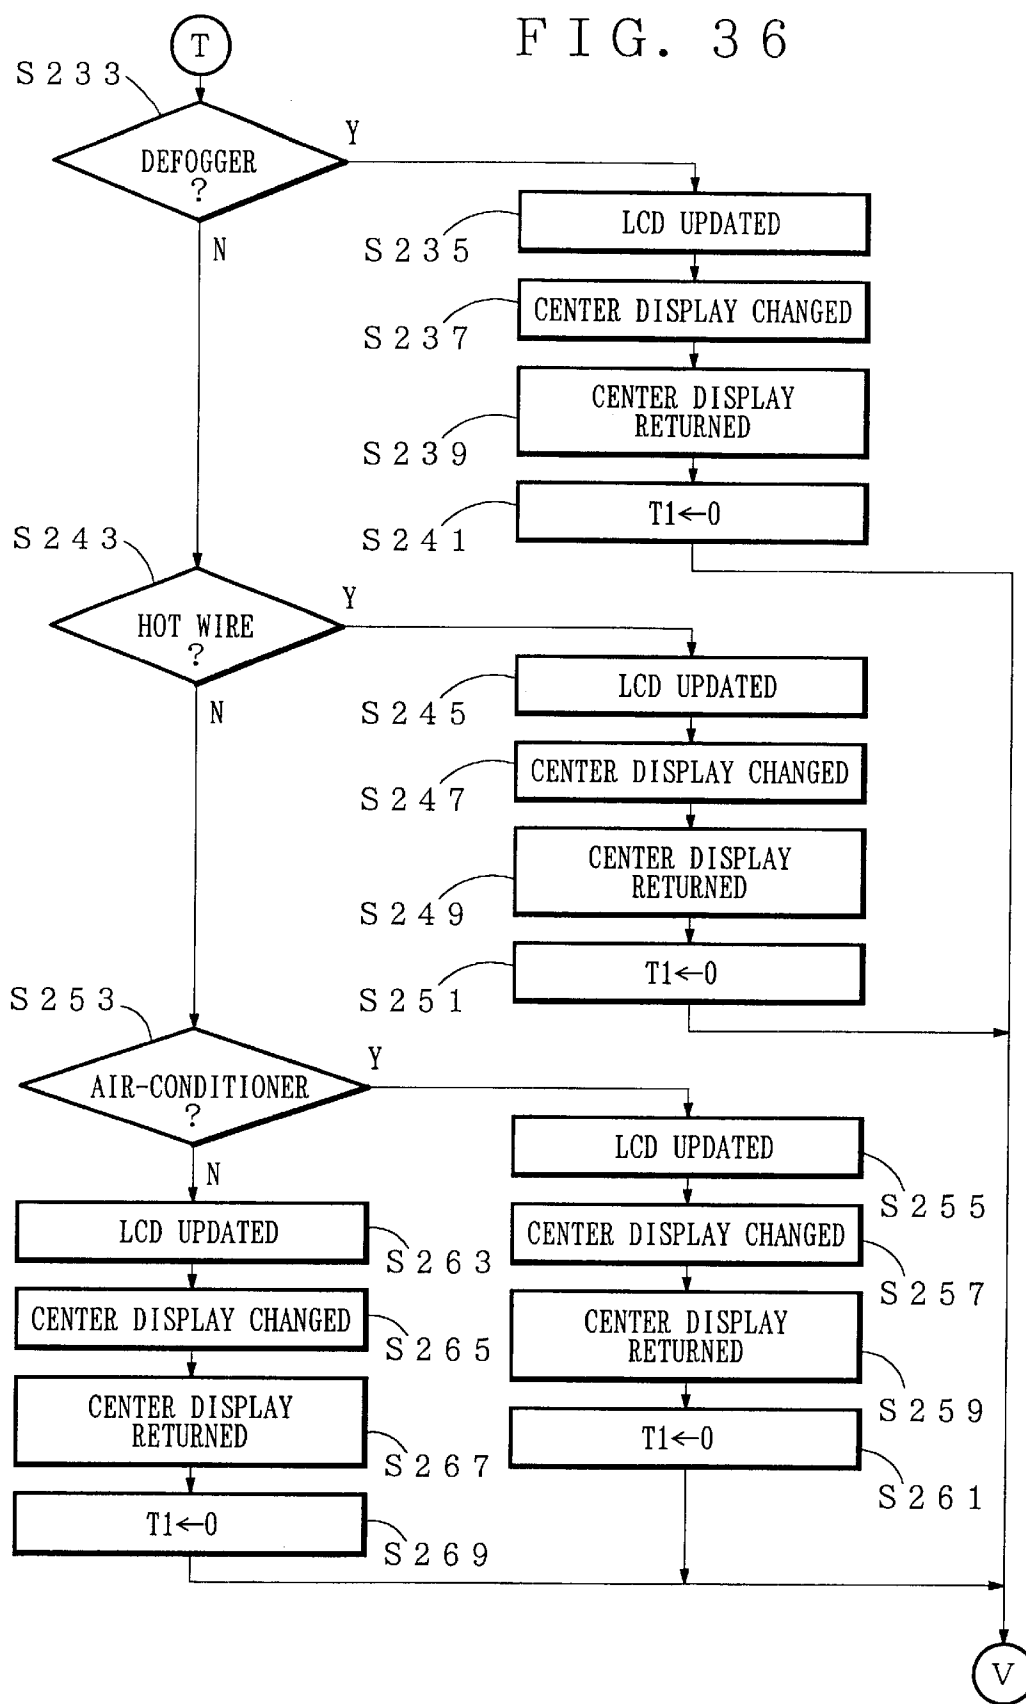 FIG. 36
T
S233
DEFOGGER
?
Y
N
S235
LCD UPDATED
S237
CENTER DISPLAY CHANGED
S239
CENTER DISPLAY
RETURNED
S241
T1←0
S243
HOT WIRE
?
Y
N
S245
LCD UPDATED
S247
CENTER DISPLAY CHANGED
S249
CENTER DISPLAY
RETURNED
S251
T1←0
S253
AIR-CONDITIONER
?
Y
N
LCD UPDATED
S255
CENTER DISPLAY CHANGED
S257
CENTER DISPLAY
RETURNED
S259
T1←0
S261
LCD UPDATED
S263
CENTER DISPLAY CHANGED
S265
CENTER DISPLAY
RETURNED
S267
T1←0
S269
V